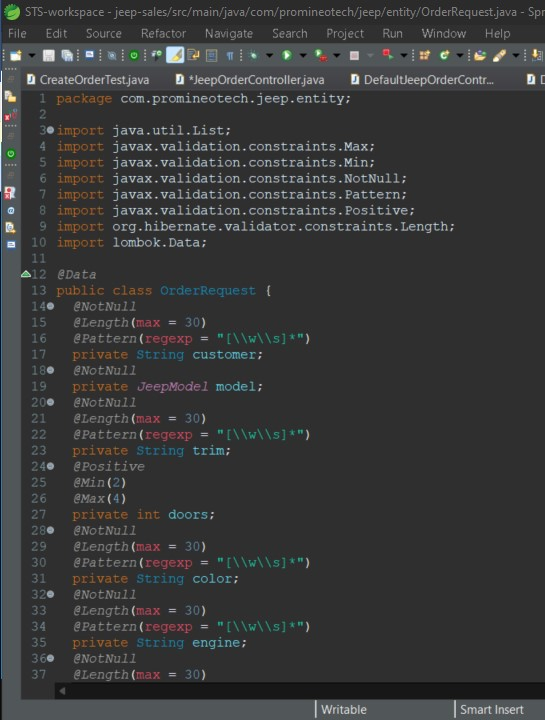 STS-workspace - jeep-sales/src/main/java/com/promineotech/jeep/entity/OrderRequest.java - Spr
File Edit Source Refactor Navigate Search Project Run Window Help
CreateOrderTest.java *JeepOrderController.java DefaultJeepOrderContr... D
1 package com.promineotech.jeep.entity;
2
3 import java.util.List;
4 import javax.validation.constraints.Max;
5 import javax.validation.constraints.Min;
6 import javax.validation.constraints.NotNull;
7 import javax.validation.constraints.Pattern;
8 import javax.validation.constraints.Positive;
9 import org.hibernate.validator.constraints.Length;
10 import lombok.Data;
11
12 @Data
13 public class OrderRequest {
14 @NotNull
15 @Length(max = 30)
16 @Pattern(regexp = "[\\w\\s]*")
17 private String customer;
18 @NotNull
19 private JeepModel model;
20 @NotNull
21 @Length(max = 30)
22 @Pattern(regexp = "[\\w\\s]*")
23 private String trim;
24 @Positive
25 @Min(2)
26 @Max(4)
27 private int doors;
28 @NotNull
29 @Length(max = 30)
30 @Pattern(regexp = "[\\w\\s]*")
31 private String color;
32 @NotNull
33 @Length(max = 30)
34 @Pattern(regexp = "[\\w\\s]*")
35 private String engine;
36 @NotNull
37 @Length(max = 30)
Writable Smart Insert